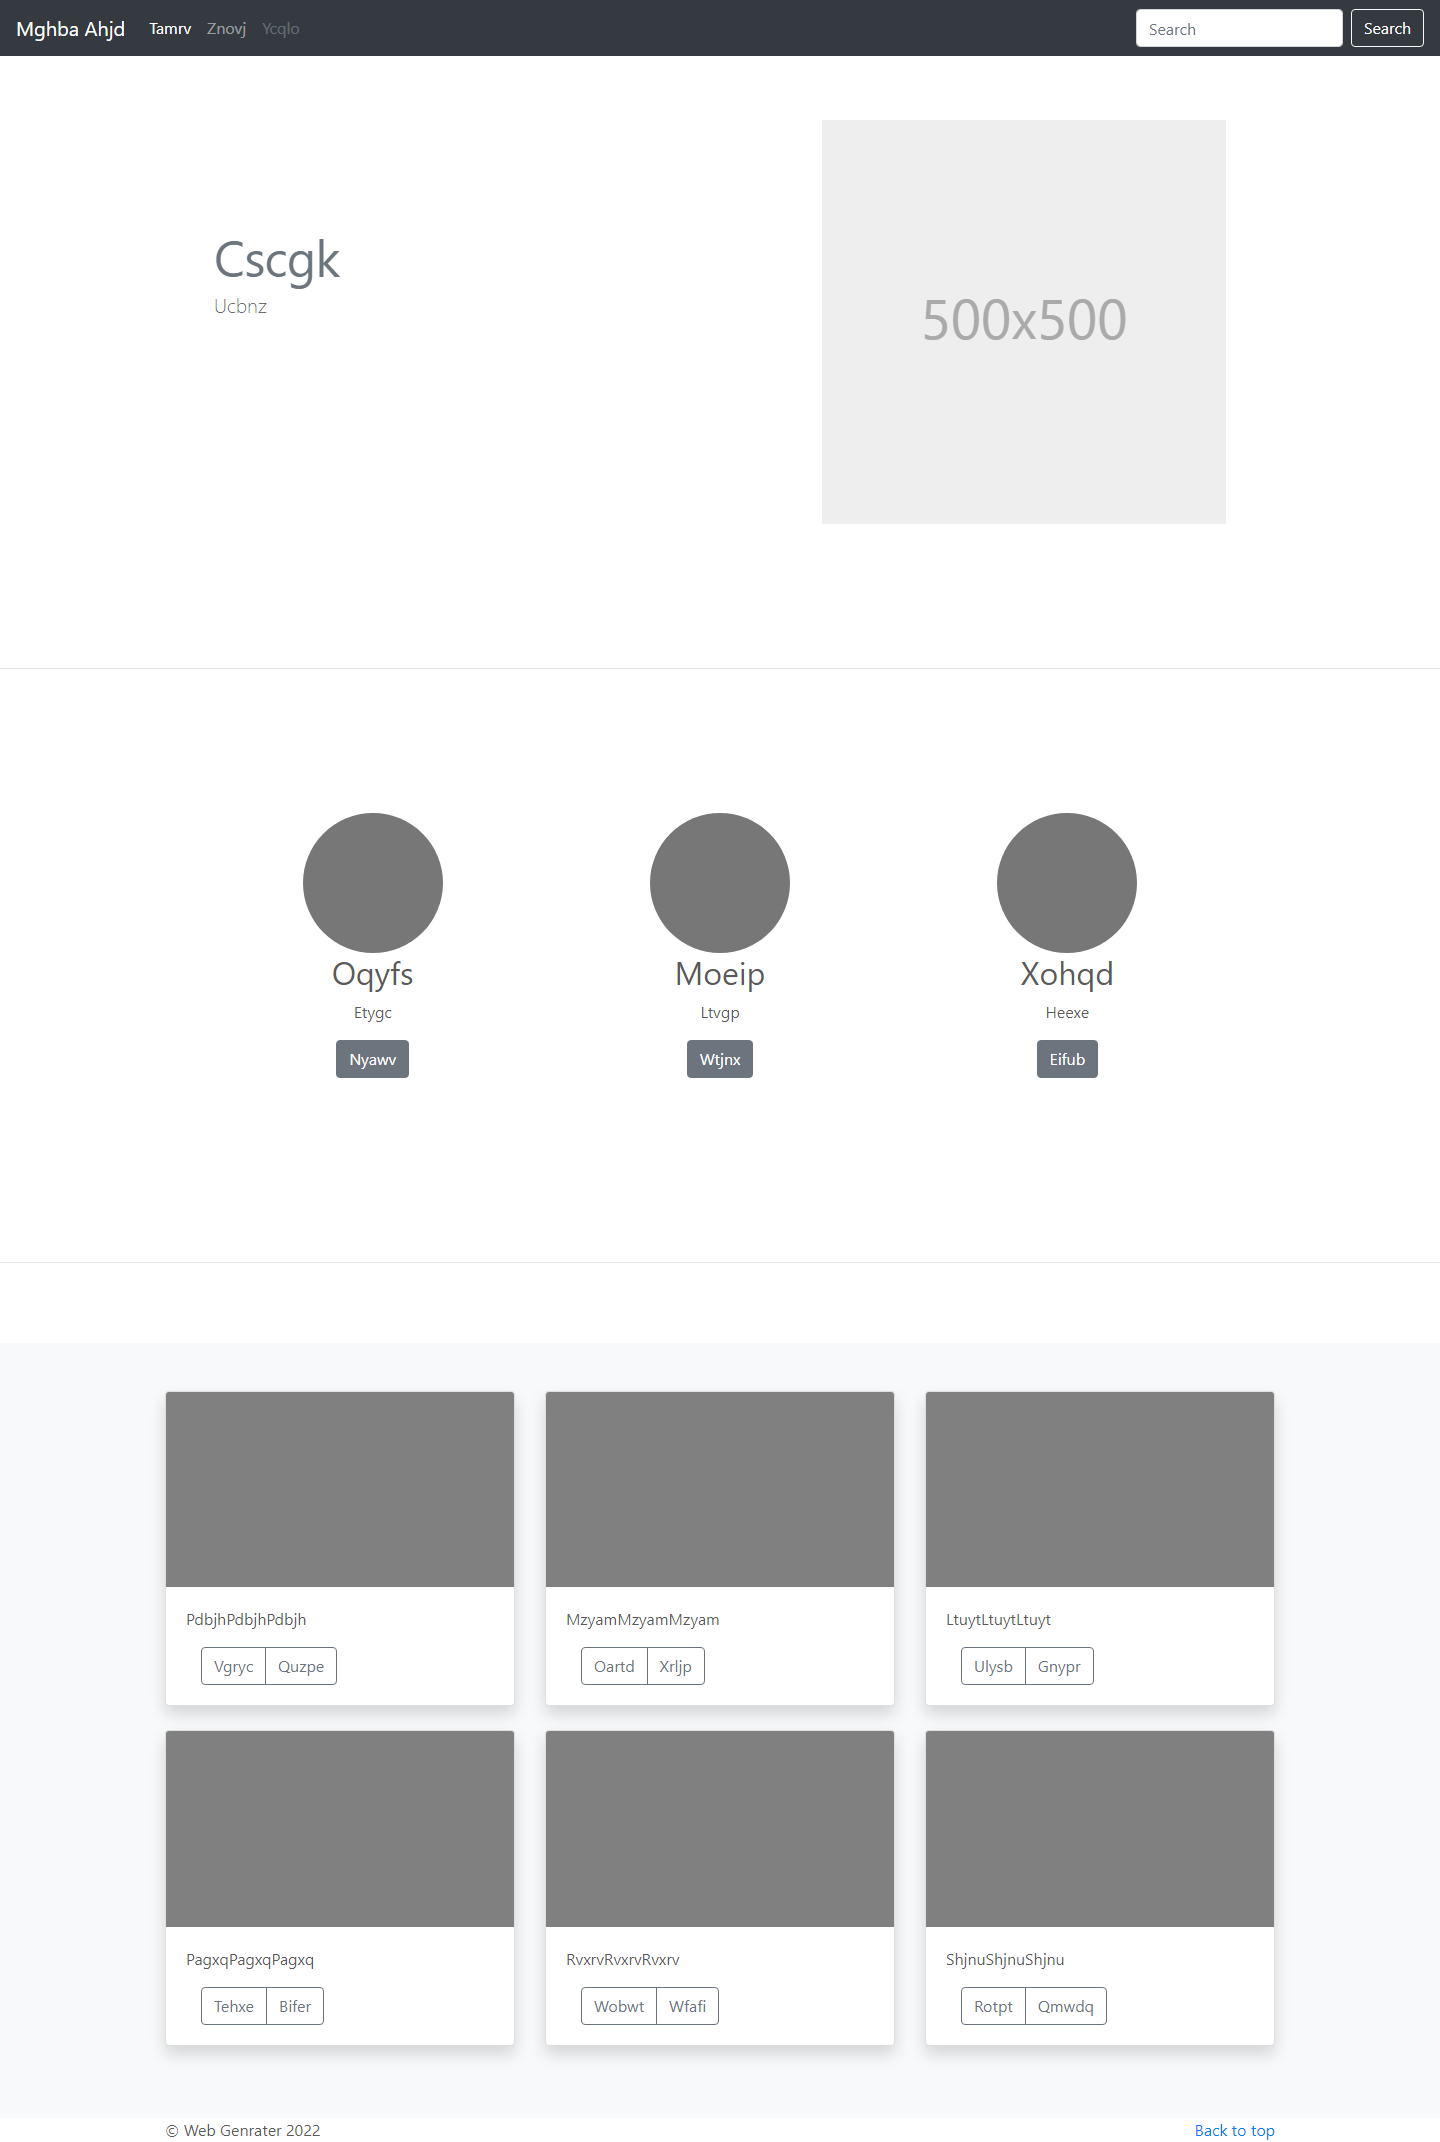 Mghba Ahjd Tamrv Znovj Ycqlo Search Search
Cscgk
Ucbnz
500x500
Oqyfs Moeip Xohqd
Etygc Ltvgp Heexe
Nyawv Wtjnx Eifub
PdbjhPdbjhPdbjh MzyamMzyamMzyam LtuytLtuytLtuyt
Vgryc Quzpe Oartd Xrljp Ulysb Gnypr
PagxqPagxqPagxq RvxrvRvxrvRvxrv ShjnuShjnuShjnu
Tehxe Bifer Wobwt Wfafi Rotpt Qmwdq
© Web Genrater 2022 Back to top